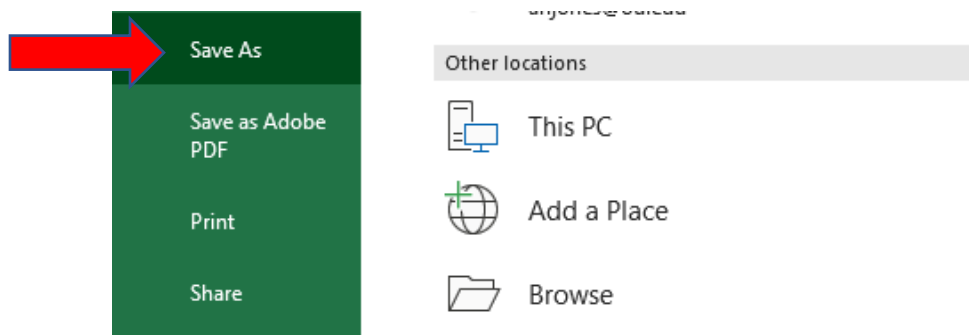 Save As
Save as Adobe
PDF
Print
Share
Other locations
This PC
Add a Place
Browse